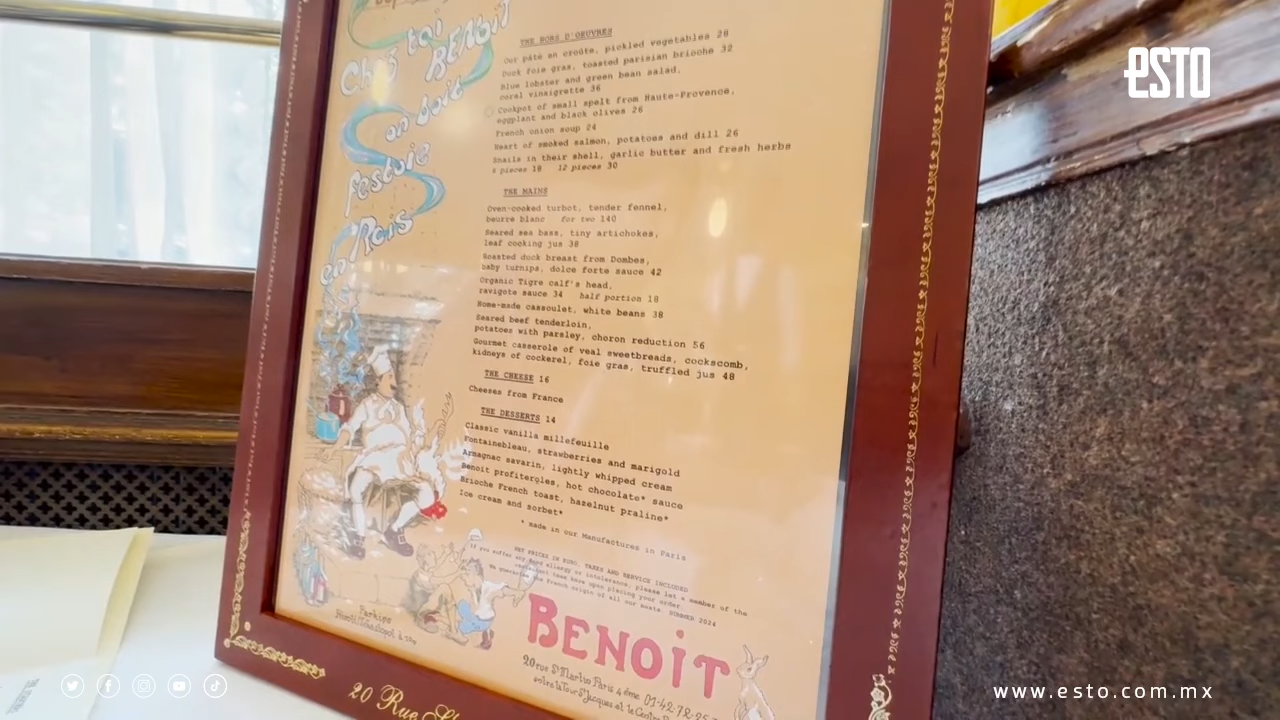 Chez toi BENOiT
on boit
festoie
en Rois
THE HORS D'OEUVRES
Our pâté en croûte, pickled vegetables 28
Duck foie gras, toasted parisian brioche 32
Blue lobster and green bean salad,
coral vinaigrette 36
Cookpot of small spelt from Haute-Provence,
eggplant and black olives 26
French onion soup 24
Heart of smoked salmon, potatoes and dill 26
Snails in their shell, garlic butter and fresh herbs
6 pieces 18 12 pieces 30
THE MAINS
Oven-cooked turbot, tender fennel,
beurre blanc for two 140
Seared sea bass, tiny artichokes,
leaf cooking jus 38
Roasted duck breast from Dombes,
baby turnips, dolce forte sauce 42
Organic Tigre calf's head,
ravigote sauce 34 half portion 18
Home-made cassoulet, white beans 38
Seared beef tenderloin,
potatoes with parsley, choron reduction 56
Gourmet casserole of veal sweetbreads, cockscomb,
kidneys of cockerel, foie gras, truffled jus 48
THE CHEESE 16
Cheeses from France
THE DESSERTS 14
Classic vanilla millefeuille
Fontainebleau, strawberries and marigold
Armagnac savarin, lightly whipped cream
Benoit profiteroles, hot chocolate* sauce
Brioche French toast, hazelnut praline*
Ice cream and sorbet*
* made in our Manufactures in Paris
NET PRICES IN EURO, TAXES AND SERVICE INCLUDED
If you suffer any food allergy or intolerance, please let a member of the
restaurant team know upon placing your order.
We guarantee the French origin of all our meats. SUMMER 2024
Parking
BENOiT
20 rue St Martin Paris 4ème 01-42-72-25
entre la Tour St Jacques et le Centre
20 Rue St
esto
www.esto.com.mx